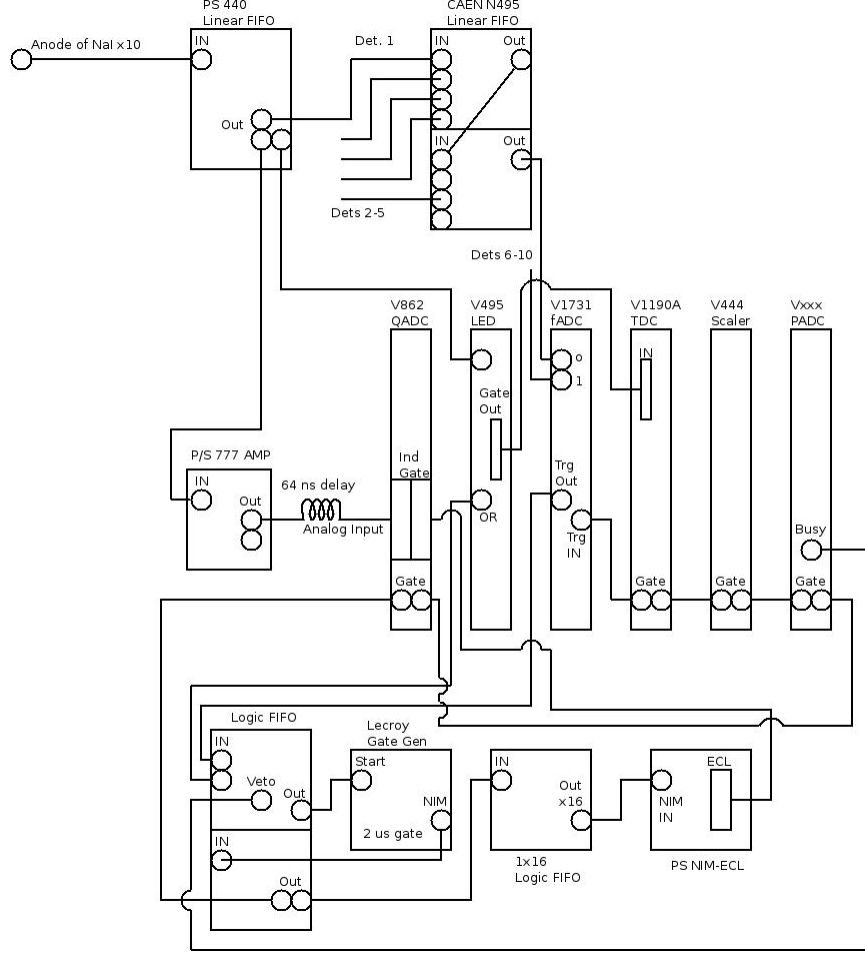 PS 440
Linear FIFO
CAEN N495
Linear FIFO
Anode of NaI x10
IN
Det. 1
IN
Out
Out
IN
Out
Dets 2-5
Dets 6-10
V862
QADC
V495
LED
V1731
fADC
V1190A
TDC
V444
Scaler
Vxxx
PADC
o
1
IN
Gate
Out
P/S 777 AMP
Ind
Gate
IN
Out
64 ns delay
Analog Input
Trg
Out
OR
Trg
IN
Busy
Gate
Gate
Gate
Gate
Logic FIFO
Lecroy
Gate Gen
IN
Veto
Out
Start
NIM
2 us gate
IN
Out
x16
ECL
NIM
IN
IN
Out
1x16
Logic FIFO
PS NIM-ECL